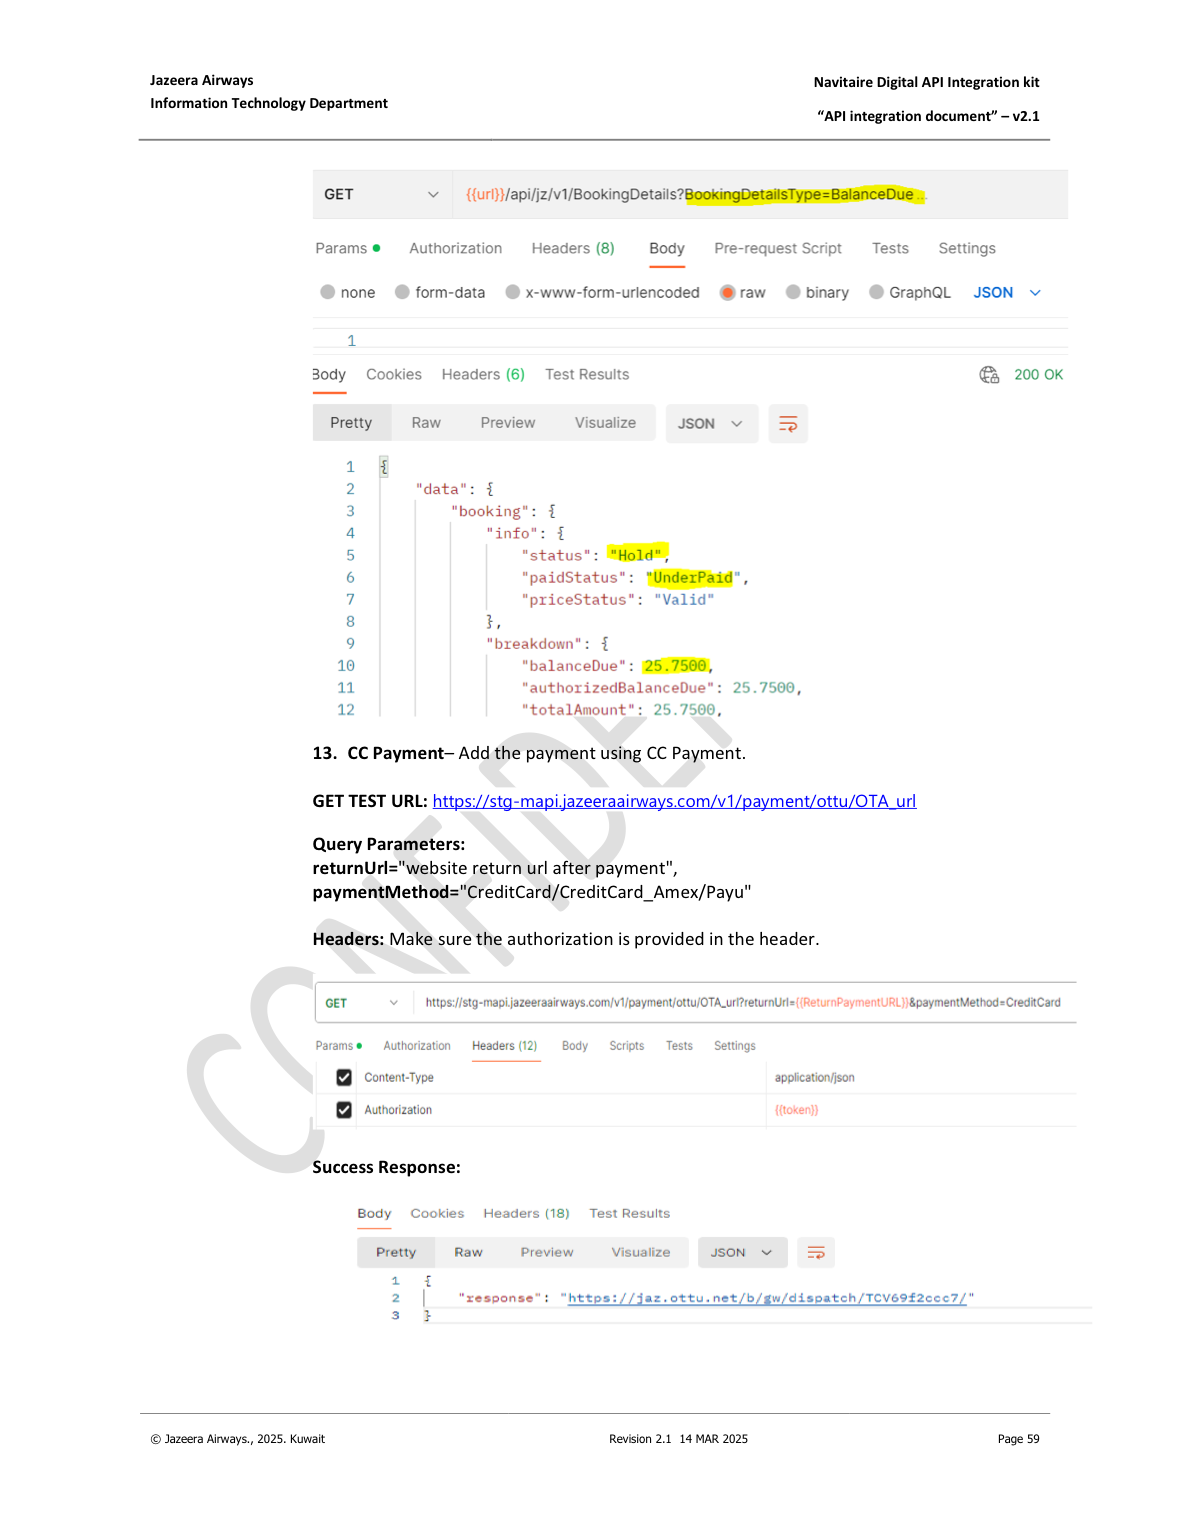 Jazeera Airways
Information Technology Department
Navitaire Digital API Integration kit
“API integration document” – v2.1
GET {{url}}/api/jz/v1/BookingDetails?BookingDetailsType=BalanceDue...
Params Authorization Headers (8) Body Pre-request Script Tests Settings
none form-data x-www-form-urlencoded raw binary GraphQL JSON
1
Body Cookies Headers (6) Test Results 200 OK
Pretty Raw Preview Visualize JSON
1 {
2 "data": {
3 "booking": {
4 "info": {
5 "status": "Hold",
6 "paidStatus": "UnderPaid",
7 "priceStatus": "Valid"
8 },
9 "breakdown": {
10 "balanceDue": 25.7500,
11 "authorizedBalanceDue": 25.7500,
12 "totalAmount": 25.7500,
13. CC Payment– Add the payment using CC Payment.
GET TEST URL: https://stg-mapi.jazeeraairways.com/v1/payment/ottu/OTA_url
Query Parameters:
returnUrl="website return url after payment",
paymentMethod="CreditCard/CreditCard_Amex/Payu"
Headers: Make sure the authorization is provided in the header.
GET https://stg-mapi.jazeeraairways.com/v1/payment/ottu/OTA_url?returnUrl={{ReturnPaymentURL}}&paymentMethod=CreditCard
Params Authorization Headers (12) Body Scripts Tests Settings
Content-Type application/json
Authorization {{token}}
Success Response:
Body Cookies Headers (18) Test Results
Pretty Raw Preview Visualize JSON
1 {
2 "response": "https://jaz.ottu.net/b/gw/dispatch/TCV69f2ccc7/"
3 }
© Jazeera Airways., 2025. Kuwait Revision 2.1 14 MAR 2025 Page 59